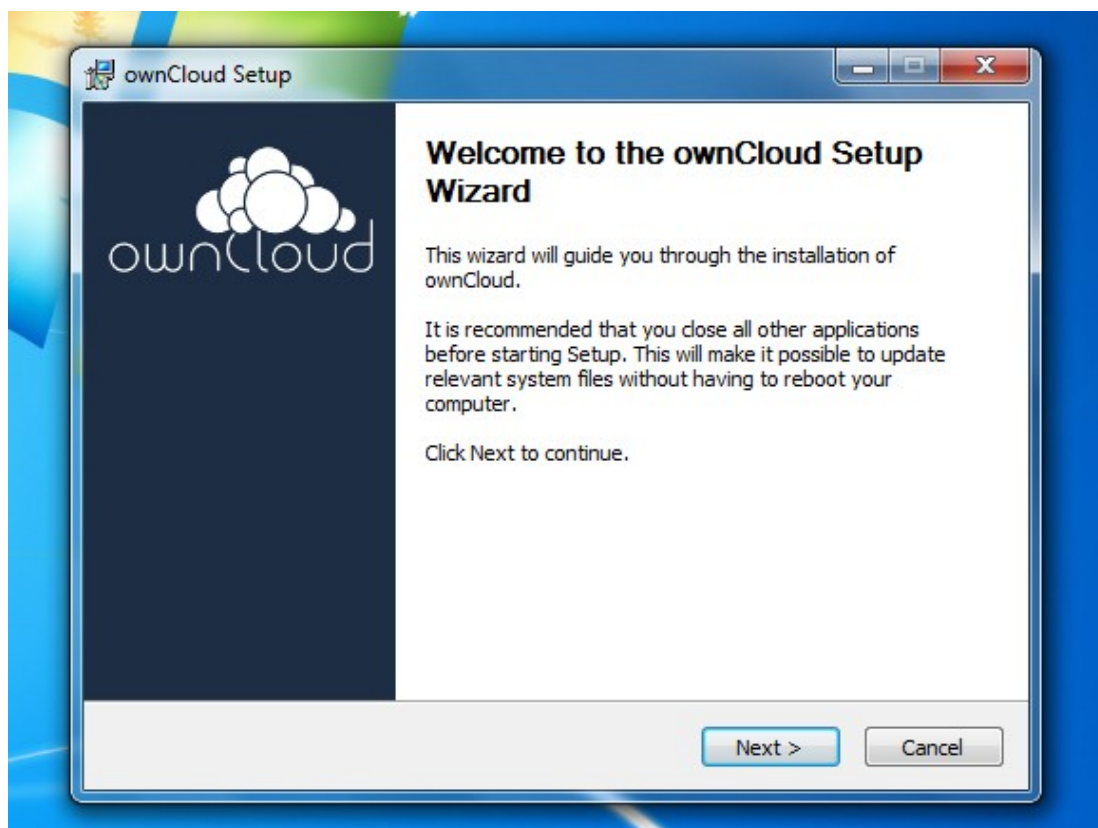 ownCloud Setup
ownCloud
Welcome to the ownCloud Setup
Wizard
This wizard will guide you through the installation of
ownCloud.
It is recommended that you close all other applications
before starting Setup. This will make it possible to update
relevant system files without having to reboot your
computer.
Click Next to continue.
Next >
Cancel